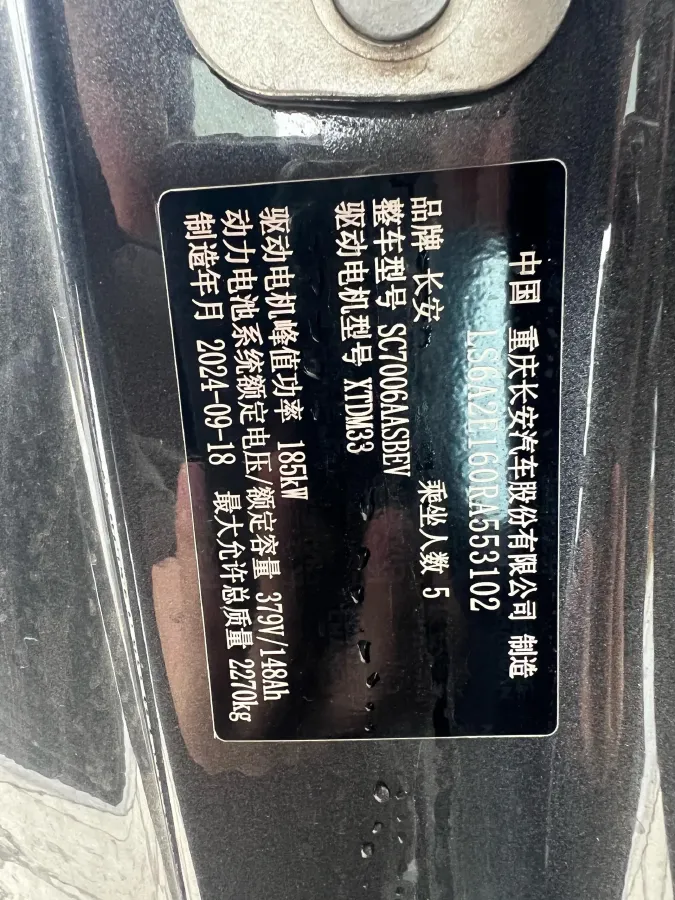 中国 重庆长安汽车股份有限公司 制造
LS6A2E160RA553102
品牌 长安 乘坐人数 5
整车型号 SC7006AASBEV
驱动电机型号 XTDM33
驱动电机峰值功率 185kW
动力电池系统额定电压/额定容量 379V/148Ah
制造年月 2024-09-18 最大允许总质量 2270kg